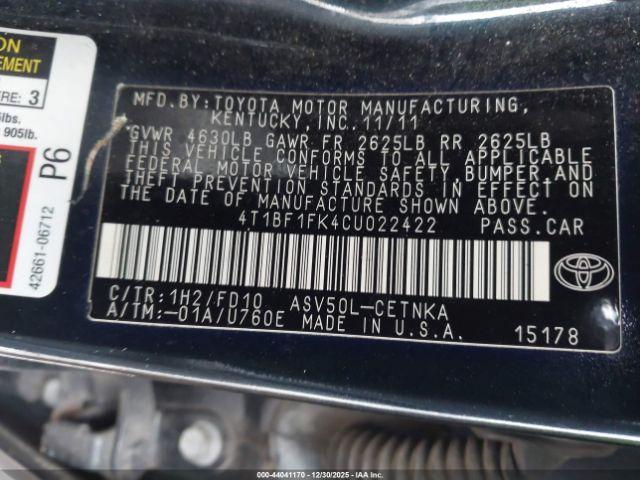 ON
EMENT
ERE: 3
lbs.
905lb.
P6
42661-06712
MFD.BY:TOYOTA MOTOR MANUFACTURING,
KENTUCKY,INC.11/11
GVWR 4630LB GAWR FR 2625LB RR 2625LB
THIS VEHICLE CONFORMS TO ALL APPLICABLE
FEDERAL MOTOR VEHICLE SAFETY,BUMPER,AND
THEFT PREVENTION STANDARDS IN EFFECT ON
THE DATE OF MANUFACTURE SHOWN ABOVE.
4T1BF1FK4CU022422 PASS.CAR
C/TR:1H2/FD10 ASV50L-CETNKA
A/TM:-01A/U760E MADE IN U.S.A.
15178
000-44041170 - 12/30/2025 - IAAI.COM